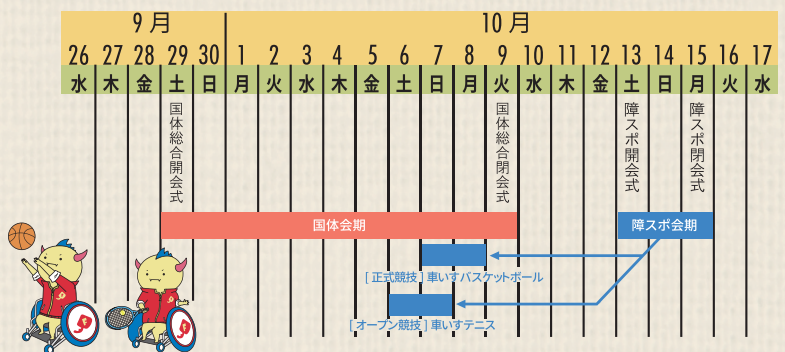 9月 10月
26 27 28 29 30 1 2 3 4 5 6 7 8 9 10 11 12 13 14 15 16 17
水 木 金 土 日 月 火 水 木 金 土 日 月 火 水 木 金 土 日 月 火 水
国体総合開会式
国体総合閉会式
障スポ開会式
障スポ閉会式
国体会期
障スポ会期
[正式競技]車いすバスケットボール
[オープン競技]車いすテニス